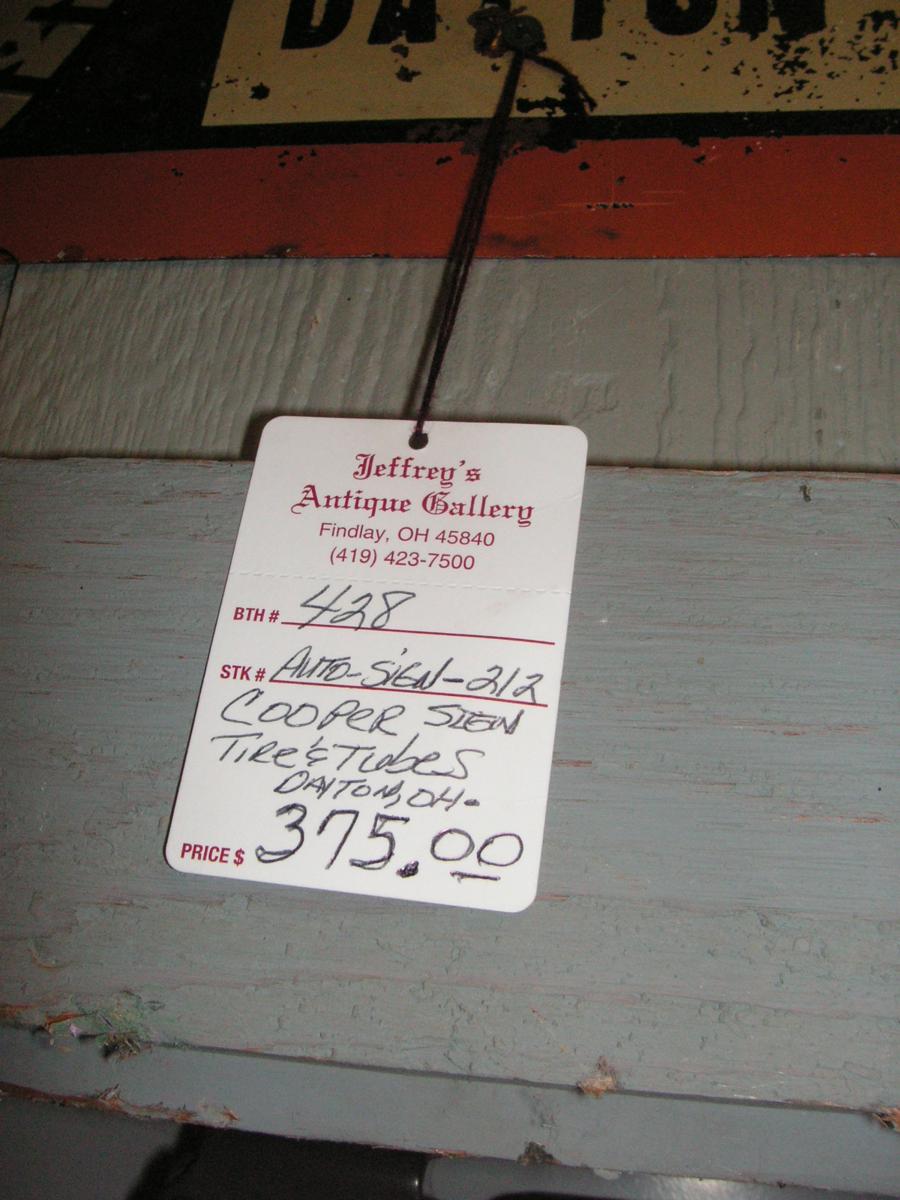 DAYTON
Jeffrey's
Antique Gallery
Findlay, OH 45840
(419) 423-7500
BTH # 428
STK # AUTO-SIGN-212
COOPER SIGN
TIRe & TUbeS
DAYTON, OH-
PRICE $ 375.00